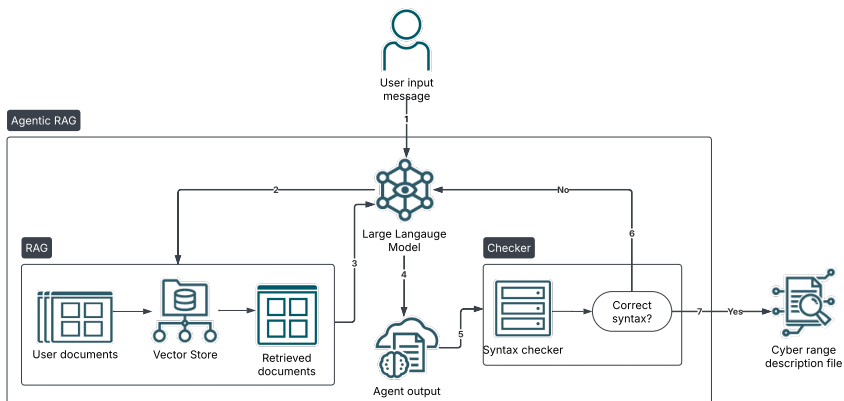 User input
message
1
Agentic RAG
2
No
Large Langauge
Model
RAG
3
Checker
6
4
Correct
syntax?
7
Yes
5
User documents
Vector Store
Retrieved
documents
Syntax checker
Agent output
Cyber range
description file